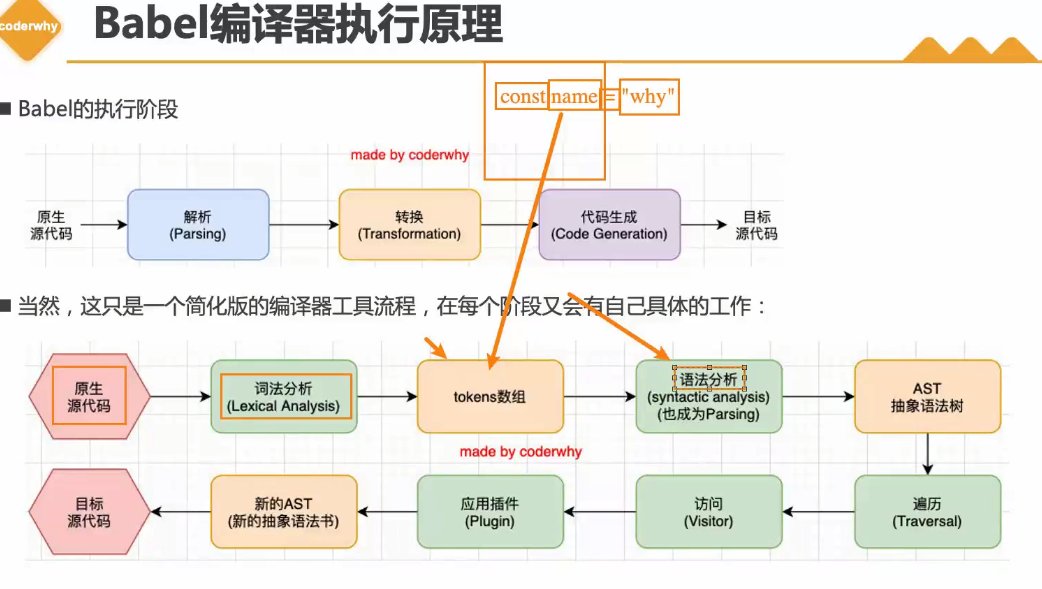 coderwhy
Babel编译器执行原理
const name = "why"
Babel的执行阶段
made by coderwhy
原生
源代码
解析
(Parsing)
转换
(Transformation)
代码生成
(Code Generation)
目标
源代码
当然，这只是一个简化版的编译器工具流程，在每个阶段又会有自己具体的工作：
原生
源代码
词法分析
(Lexical Analysis)
tokens数组
语法分析
(syntactic analysis)
(也成为Parsing)
AST
抽象语法树
made by coderwhy
目标
源代码
新的AST
(新的抽象语法书)
应用插件
(Plugin)
访问
(Visitor)
遍历
(Traversal)